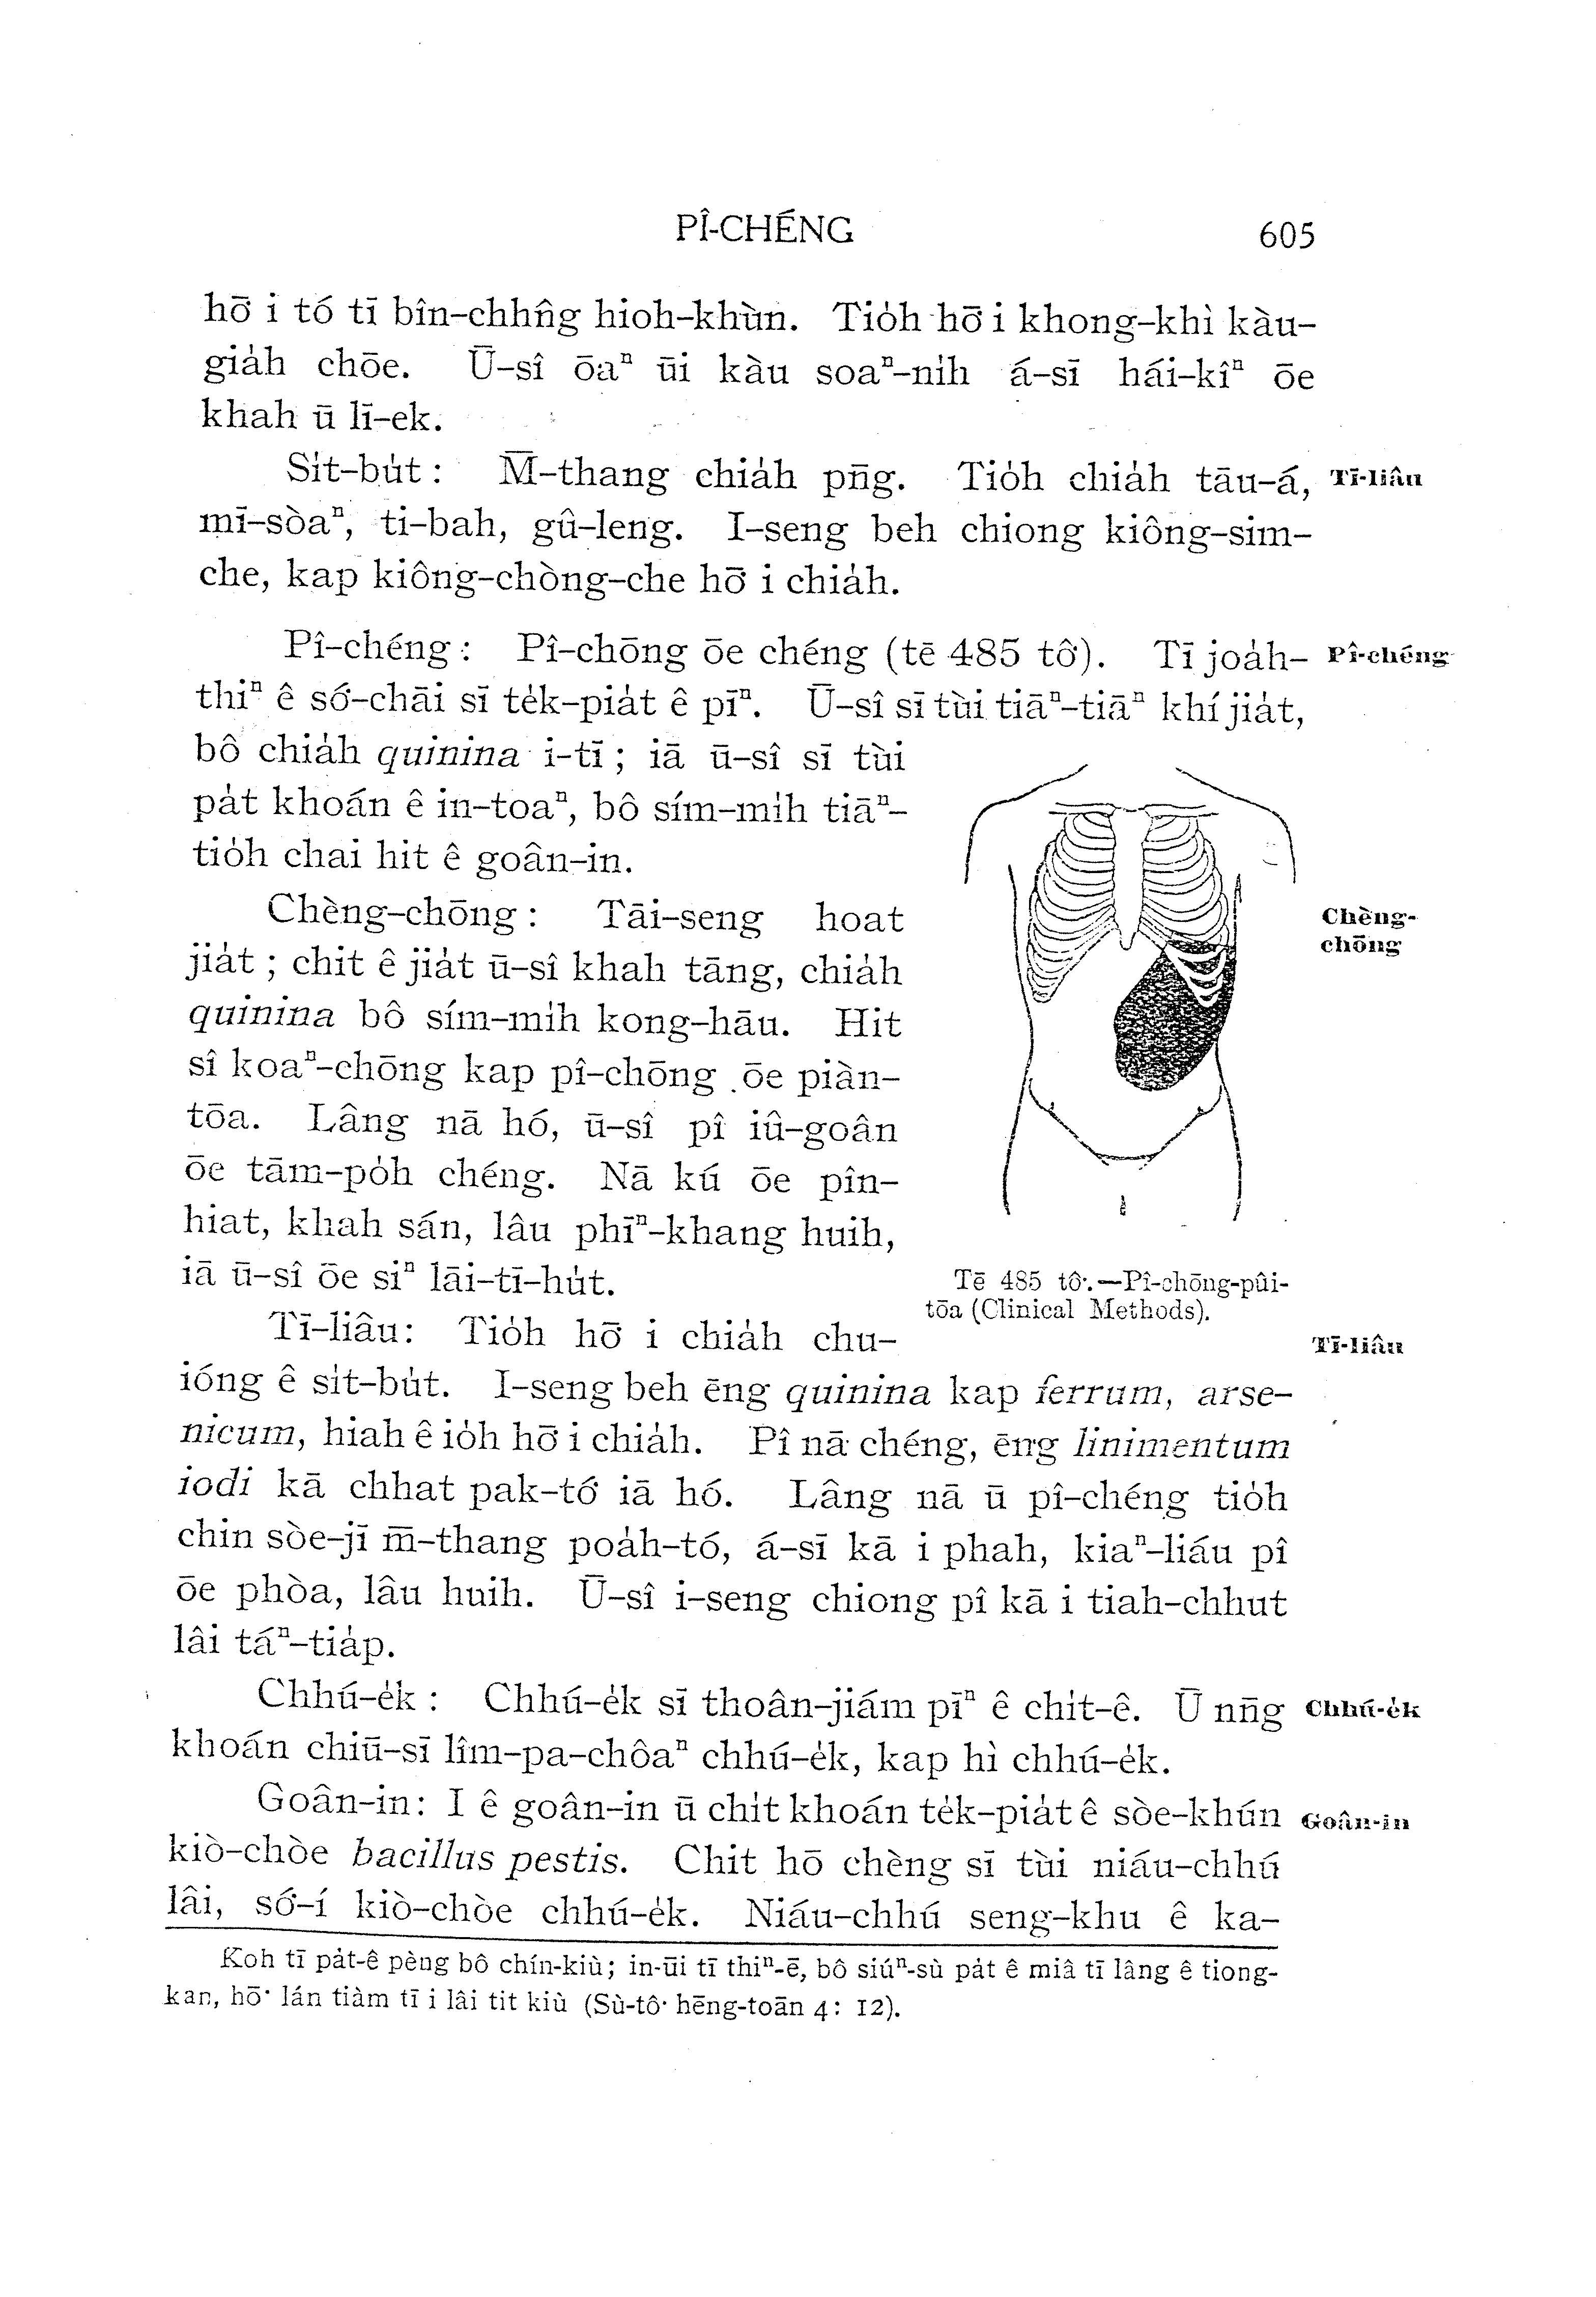 PÎ-CHÉNG 605
hō͘ i tó tī bîn-chhn̂g hioh-khùn. Tio̍h hō͘ i khong-khì kàu-
gia̍h chōe. Ū-sî ōaⁿ ūi kàu soaⁿ-nih á-sī hái-kîⁿ ōe
khah ū lī-ek.
Si̍t-bu̍t : M̄-thang chia̍h pn̄g. Tio̍h chia̍h tāu-á, Tī-liâu
mī-sòaⁿ, ti-bah, gû-leng. I-seng beh chiong kiông-sim-
che, kap kiông-chòng-che hō͘ i chia̍h.
Pî-chéng : Pî-chōng ōe chéng (tē 485 tô͘). Tī joa̍h- Pî-chéng
thiⁿ ê só͘-chāi sī te̍k-pia̍t ê pīⁿ. Ū-sî sī tùi tiāⁿ-tiāⁿ khí jia̍t,
bô chia̍h quinina i-tī ; iā ū-sî sī tùi
pa̍t khoán ê in-toaⁿ, bô sím-mi̍h tiāⁿ-
tio̍h chai hit ê goân-in.
Chèng-chōng : Tāi-seng hoat Chèng-
chōng
jia̍t ; chit ê jia̍t ū-sî khah tāng, chia̍h
quinina bô sím-mi̍h kong-hāu. Hit
sî koaⁿ-chōng kap pî-chōng ōe piàn-
tōa. Lâng nā hó, ū-sî pî iû-goân
ōe tām-po̍h chéng. Nā kú ōe pîn-
hiat, khah sán, lâu phīⁿ-khang huih,
iā ū-sî ōe siⁿ lāi-tī-hu̍t.
Tē 485 tô͘.—Pî-chōng-pûi-
tōa (Clinical Methods).
Tī-liâu : Tio̍h hō͘ i chia̍h chu- Tī-liâu
ióng ê si̍t-bu̍t. I-seng beh ēng quinina kap ferrum, arse-
nicum, hiah ê io̍h hō͘ i chia̍h. Pî nā chéng, ēng linimentum
iodi kā chhat pak-tó͘ iā hó. Lâng nā ū pî-chéng tio̍h
chin sòe-jī m̄-thang poa̍h-tó, á-sī kā i phah, kiaⁿ-liáu pî
ōe phòa, lâu huih. Ū-sî i-seng chiong pî kā i tiah-chhut
lâi táⁿ-tia̍p.
Chhú-e̍k : Chhú-e̍k sī thoân-jiám pīⁿ ê chi̍t-ê. Ū nn̄g Chhú-e̍k
khoán chiū-sī lîm-pa-chôaⁿ chhú-e̍k, kap hì chhú-e̍k.
Goân-in : I ê goân-in ū chi̍t khoán te̍k-pia̍t ê sòe-khún Goân-in
kiò-chòe bacillus pestis. Chit hō chèng sī tùi niáu-chhú
lâi, só͘-í kiò-chòe chhú-e̍k. Niáu-chhú seng-khu ê ka-
Koh tī pa̍t-ê pèng bô chín-kiù ; in-ūi tī thiⁿ-ē, bô siúⁿ-sù pa̍t ê miâ tī lâng ê tiong-
kan, hō͘ lán tiàm tī i lâi tit kiù (Sù-tô͘ hēng-toān 4 : 12).